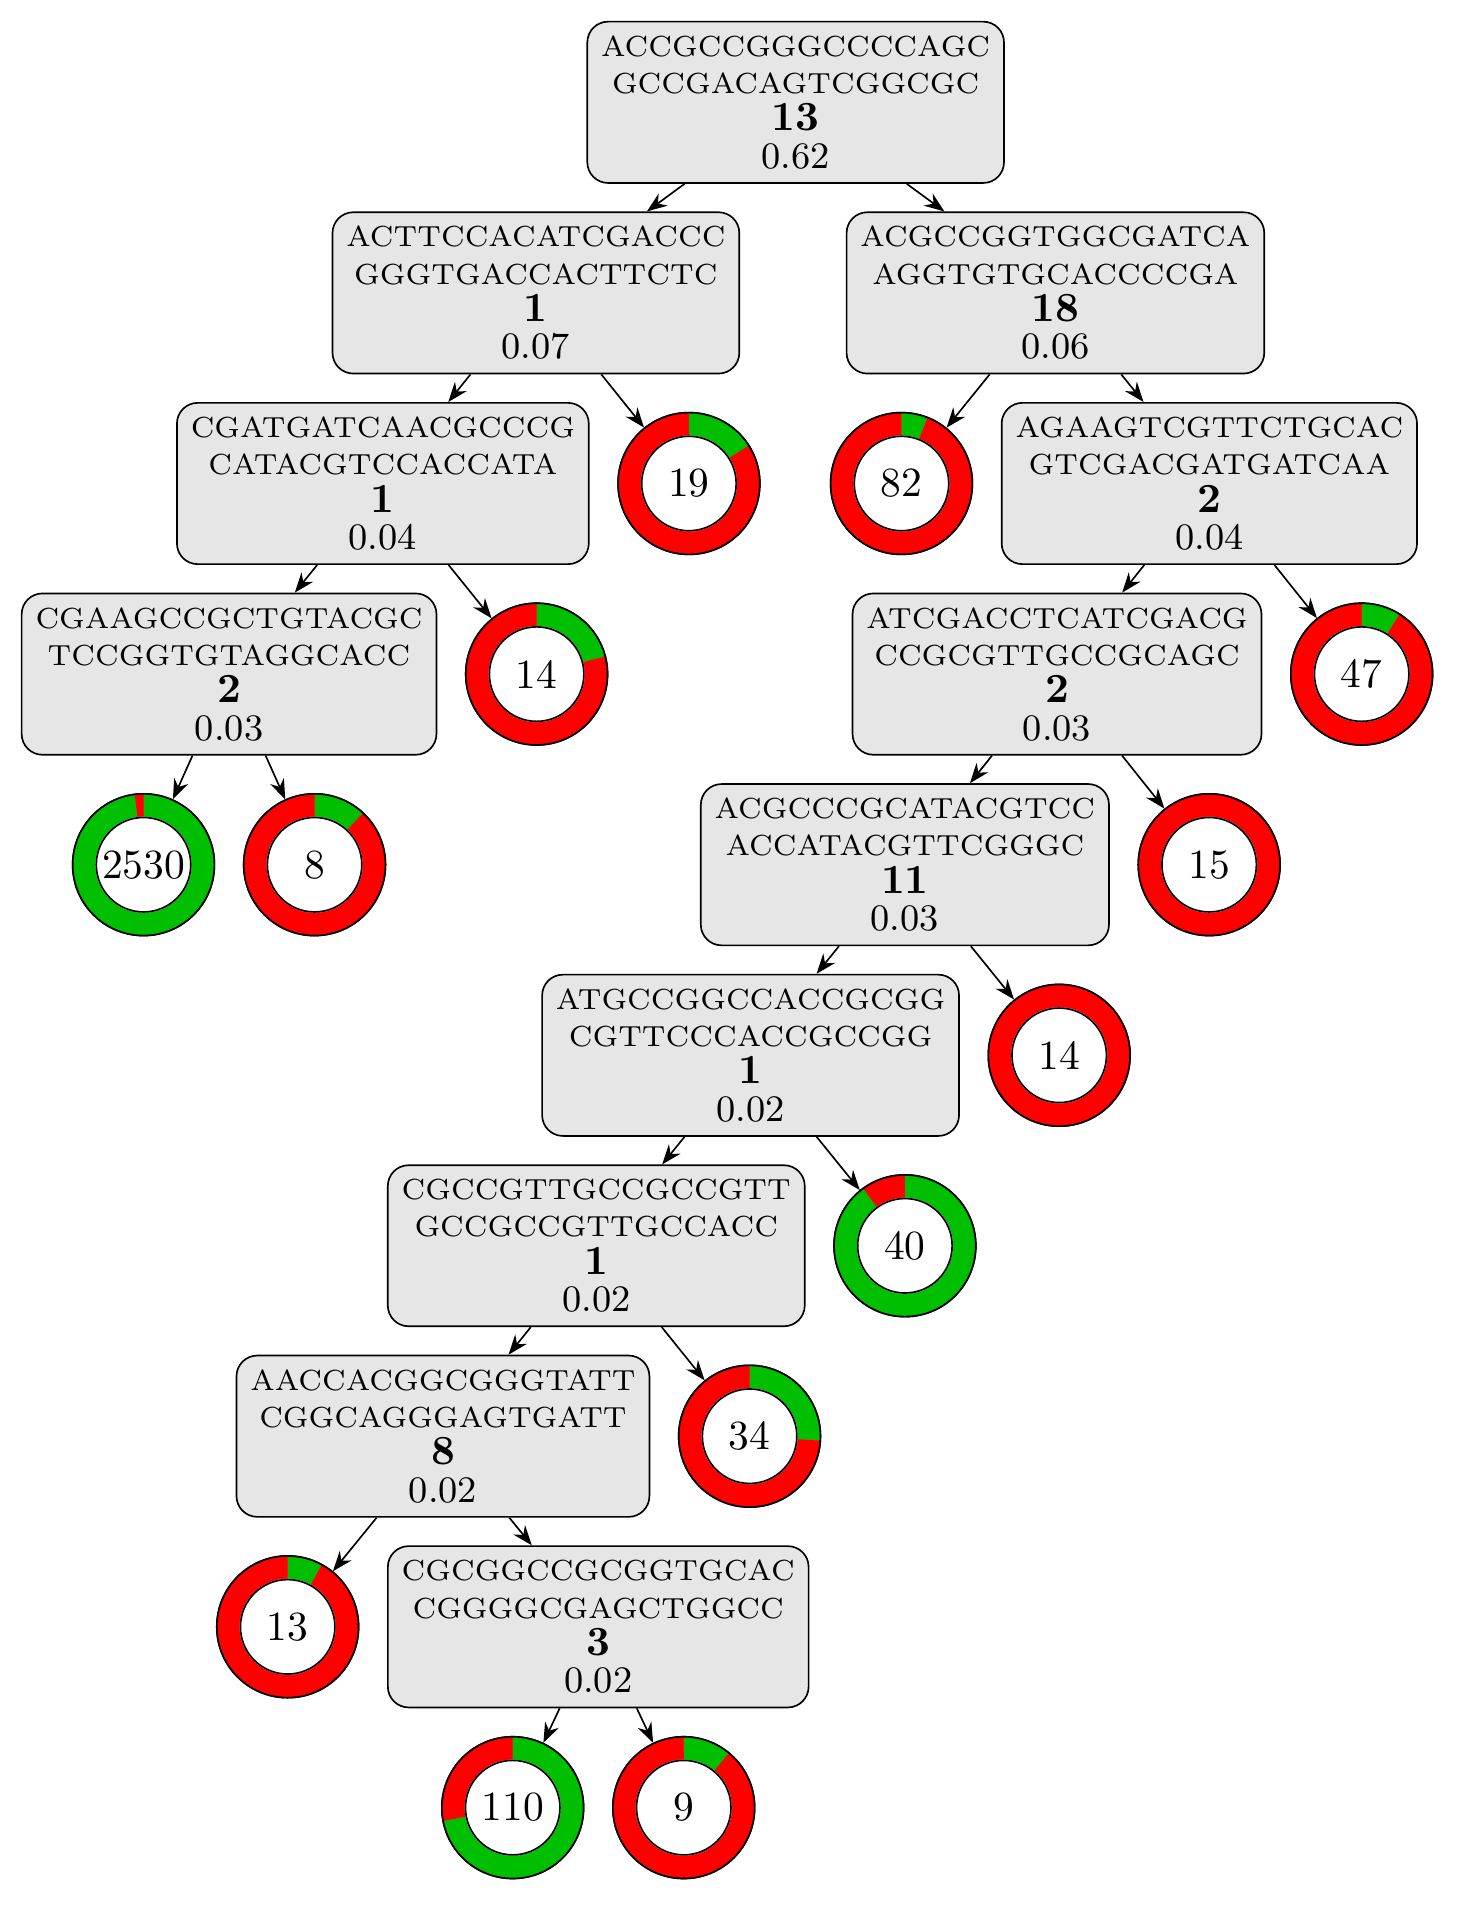 ACCGCCGGGCCCCAGC
GCCGACAGTCGGCGC
13
0.62
ACTTCCACATCGACCC
GGGTGACCACTTCTC
1
0.07
ACGCCGGTGGCGATCA
AGGTGTGCACCCCGA
18
0.06
CGATGATCAACGCCCG
CATACGTCCACCATA
1
0.04
19
82
AGAAGTCGTTCTGCAC
GTCGACGATGATCAA
2
0.04
CGAAGCCGCTGTACGC
TCCGGTGTAGGCACC
2
0.03
14
ATCGACCTCATCGACG
CCGCGTTGCCGCAGC
2
0.03
47
2530
8
ACGCCCGCATACGTCC
ACCATACGTTCGGGC
11
0.03
15
ATGCCGGCCACCGCGG
CGTTCCCACCGCCGG
1
0.02
14
CGCCGTTGCCGCCGTT
GCCGCCGTTGCCACC
1
0.02
40
AACCACGGCGGGTATT
CGGCAGGGAGTGATT
8
0.02
34
13
CGCGGCCGCGGTGCAC
CGGGGCGAGCTGGCC
3
0.02
110
9